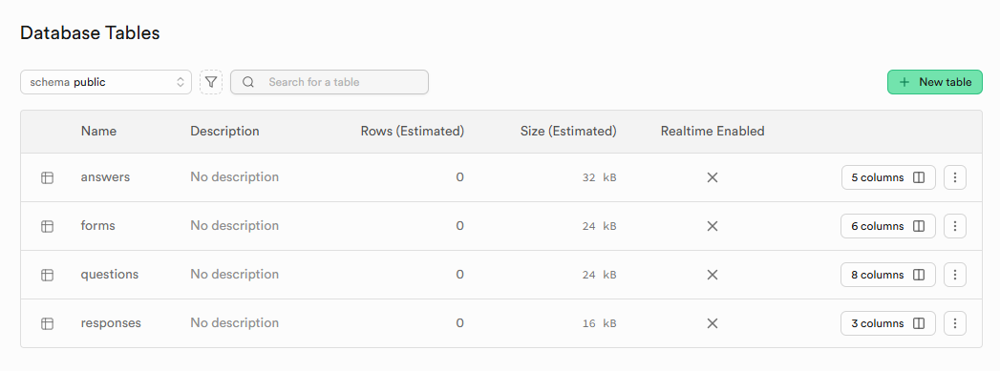 Database Tables
schema public
Search for a table
New table
Name Description Rows (Estimated) Size (Estimated) Realtime Enabled
answers No description 0 32 kB 5 columns
forms No description 0 24 kB 6 columns
questions No description 0 24 kB 8 columns
responses No description 0 16 kB 3 columns